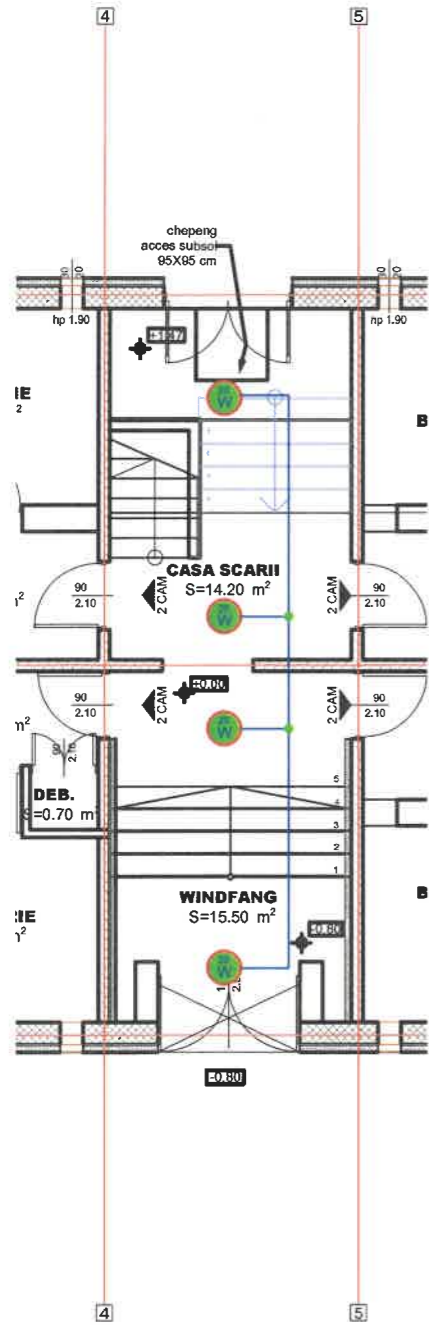 4 5
chepeng
acces subsol
95X95 cm
hp 1.90
hp 1.90
IE
2
B
W
CASA SCARII
S=14.20 m²
90
2.10
2 CAM
2 CAM
90
2.10
W
±0.00
90
2.10
2 CAM
2 CAM
90
2.10
W
DEB.
S=0.70 m
5
4
3
2
1
WINDFANG
S=15.50 m²
IE
B
-0.80
W
-0.80
4 5